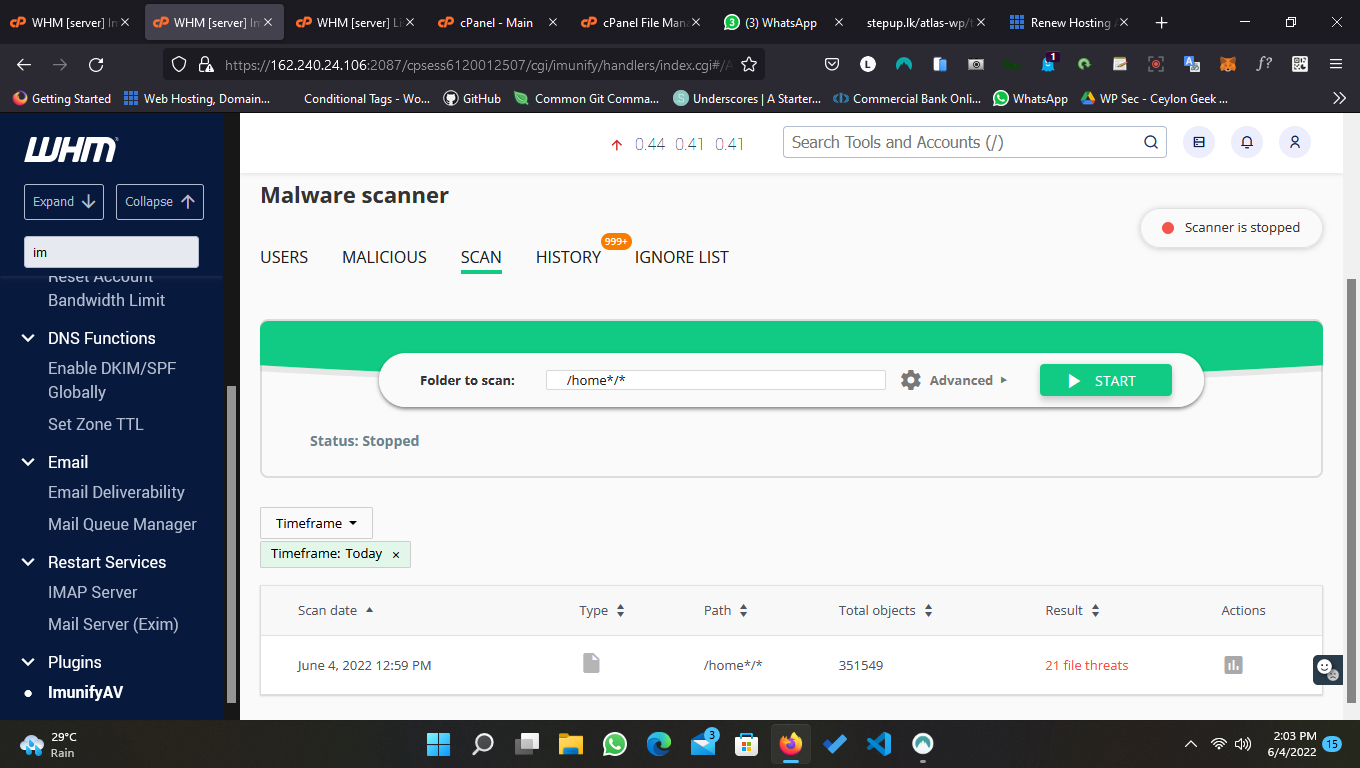 WHM [server] Im
WHM [server] Im
WHM [server] Li
cPanel - Main
cPanel File Mana
(3) WhatsApp
stepup.lk/atlas-wp/t
Renew Hosting A
https://162.240.24.106:2087/cpsess6120012507/cgi/imunify/handlers/index.cgi#/A
1
Getting Started
Web Hosting, Domain...
Conditional Tags - Wo...
GitHub
Common Git Comma...
Underscores | A Starter...
Commercial Bank Onli...
WhatsApp
WP Sec - Ceylon Geek ...
WHM
0.44 0.41 0.41
Search Tools and Accounts (/)
Expand
Collapse
im
Reset Account
Bandwidth Limit
DNS Functions
Enable DKIM/SPF
Globally
Set Zone TTL
Email
Email Deliverability
Mail Queue Manager
Restart Services
IMAP Server
Mail Server (Exim)
Plugins
ImunifyAV
Malware scanner
Scanner is stopped
USERS
MALICIOUS
SCAN
HISTORY
999+
IGNORE LIST
Folder to scan:
/home*/*
Advanced
START
Status: Stopped
Timeframe
Timeframe: Today ×
Scan date
Type
Path
Total objects
Result
Actions
June 4, 2022 12:59 PM
/home*/*
351549
21 file threats
29°C
Rain
3
2:03 PM
6/4/2022
15